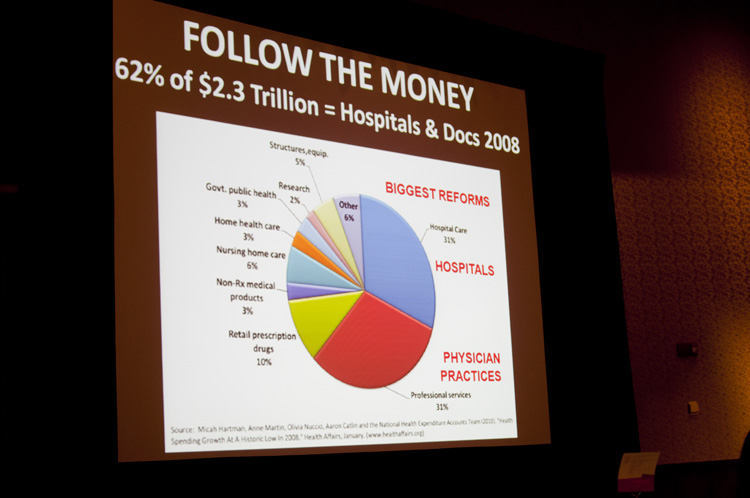 FOLLOW THE MONEY
62% of $2.3 Trillion = Hospitals & Docs 2008
Structures,equip.
5%
Research
2%
Govt. public health
3%
Home health care
3%
Nursing home care
6%
Non-Rx medical
products
3%
Retail prescription
drugs
10%
Other
6%
BIGGEST REFORMS
Hospital Care
31%
HOSPITALS
PHYSICIAN
PRACTICES
Professional services
31%
Source: Micah Hartman, Anne Martin, Olivia Nuccio, Aaron Catlin and the National Health Expenditure Accounts Team (2010), "Health
Spending Growth At A Historic Low In 2008," Health Affairs, January. (www.healthaffairs.org)